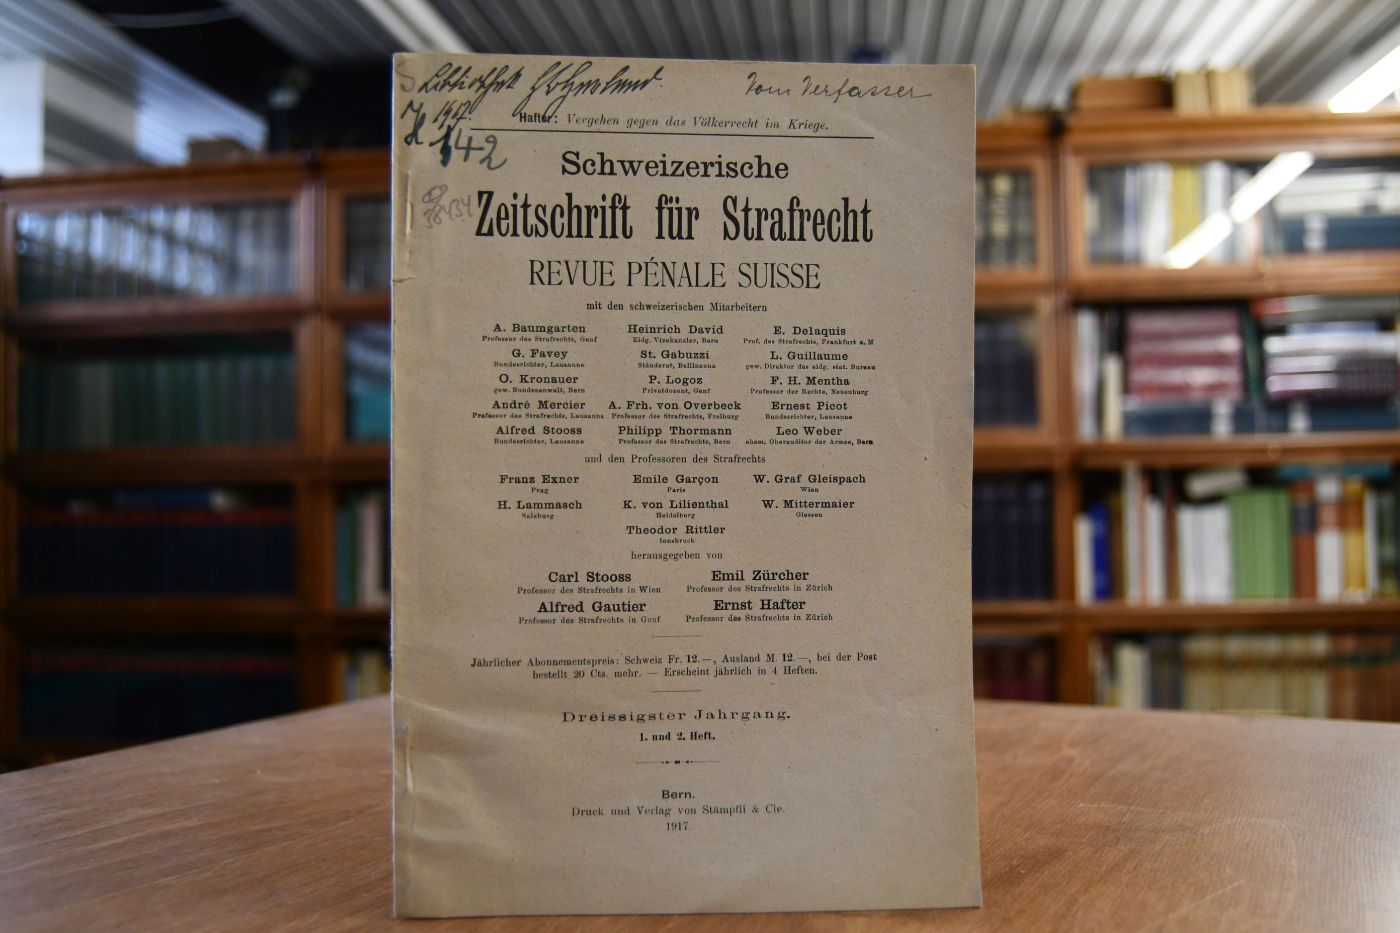 Bibliothek
Vom Verfasser
1917.
142
38434
Hafter: Vergehen gegen das Völkerrecht im Kriege.
Schweizerische
Zeitschrift für Strafrecht
REVUE PÉNALE SUISSE
mit den schweizerischen Mitarbeitern
A. Baumgarten Heinrich David E. Delaquis
Professor des Strafrechts, Genf Eidg. Vizekanzler, Bern Prof. des Strafrechts, Frankfurt a. M
G. Favey St. Gabuzzi L. Guillaume
Bundesrichter, Lausanne Ständerat, Bellinzona gew. Direktor des eidg. stat. Bureau
O. Kronauer P. Logoz F. H. Mentha
gew. Bundesanwalt, Bern Privatdozent, Genf Professor der Rechte, Neuenburg
André Mercier A. Frh. von Overbeck Ernest Picot
Professor des Strafrechts, Lausanne Professor des Strafrechts, Freiburg Bundesrichter, Lausanne
Alfred Stooss Philipp Thormann Leo Weber
Bundesrichter, Lausanne Professor des Strafrechts, Bern ehem. Oberauditor der Armee, Bern
und den Professoren des Strafrechts
Franz Exner Emile Garçon W. Graf Gleispach
Prag Paris Wien
H. Lammasch K. von Lilienthal W. Mittermaier
Salzburg Heidelberg Giessen
Theodor Rittler
Innsbruck
herausgegeben von
Carl Stooss Emil Zürcher
Professor des Strafrechts in Wien Professor des Strafrechts in Zürich
Alfred Gautier Ernst Hafter
Professor des Strafrechts in Genf Professor des Strafrechts in Zürich
Jährlicher Abonnementspreis: Schweiz Fr. 12.—, Ausland M. 12.—, bei der Post
bestellt 20 Cts. mehr. — Erscheint jährlich in 4 Heften.
Dreissigster Jahrgang.
1. und 2. Heft.
Bern.
Druck und Verlag von Stämpfli & Cie.
1917.